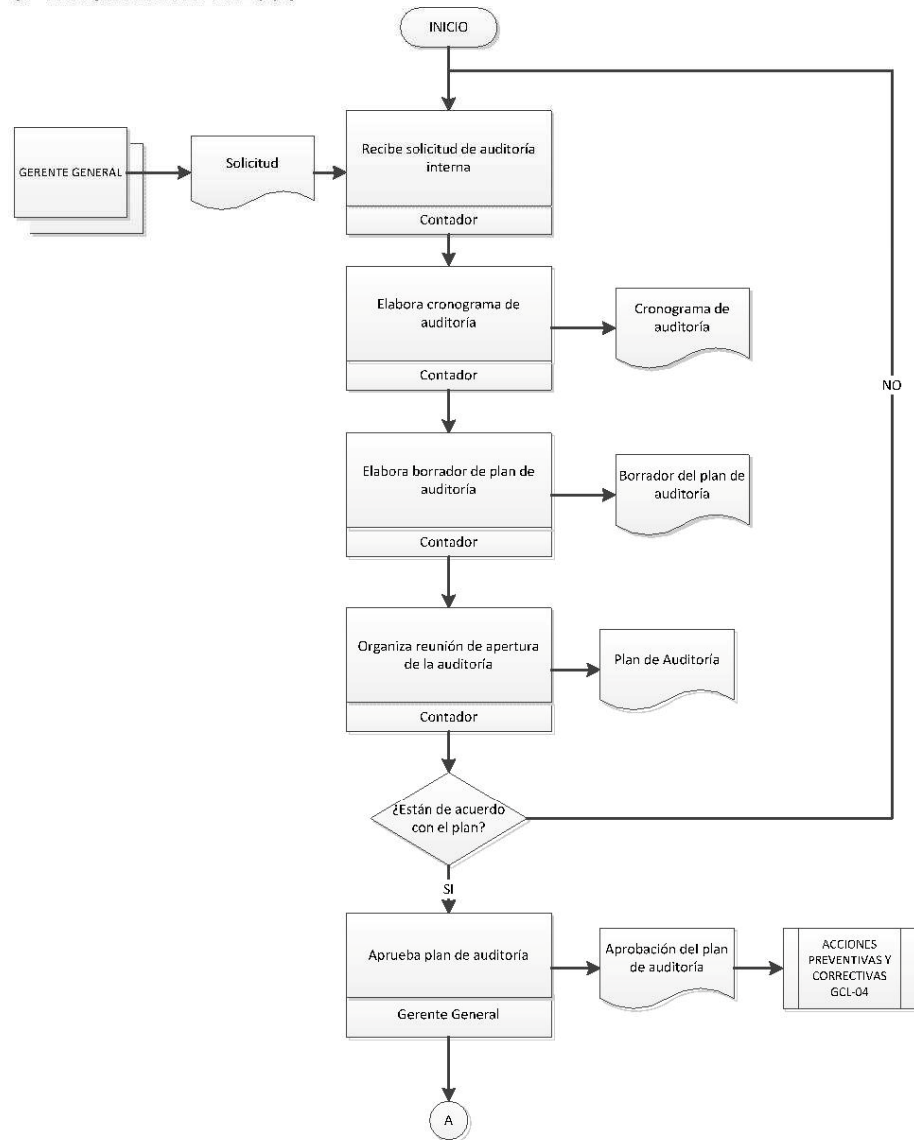 INICIO
GERENTE GENERAL
Solicitud
Recibe solicitud de auditoría
interna
Contador
Elabora cronograma de
auditoría
Contador
Cronograma de
auditoría
NO
Elabora borrador de plan de
auditoría
Contador
Borrador del plan de
auditoría
Organiza reunión de apertura
de la auditoría
Contador
Plan de Auditoría
¿Están de acuerdo
con el plan?
SI
Aprueba plan de auditoría
Gerente General
Aprobación del plan
de auditoría
ACCIONES
PREVENTIVAS Y
CORRECTIVAS
GCL-04
A